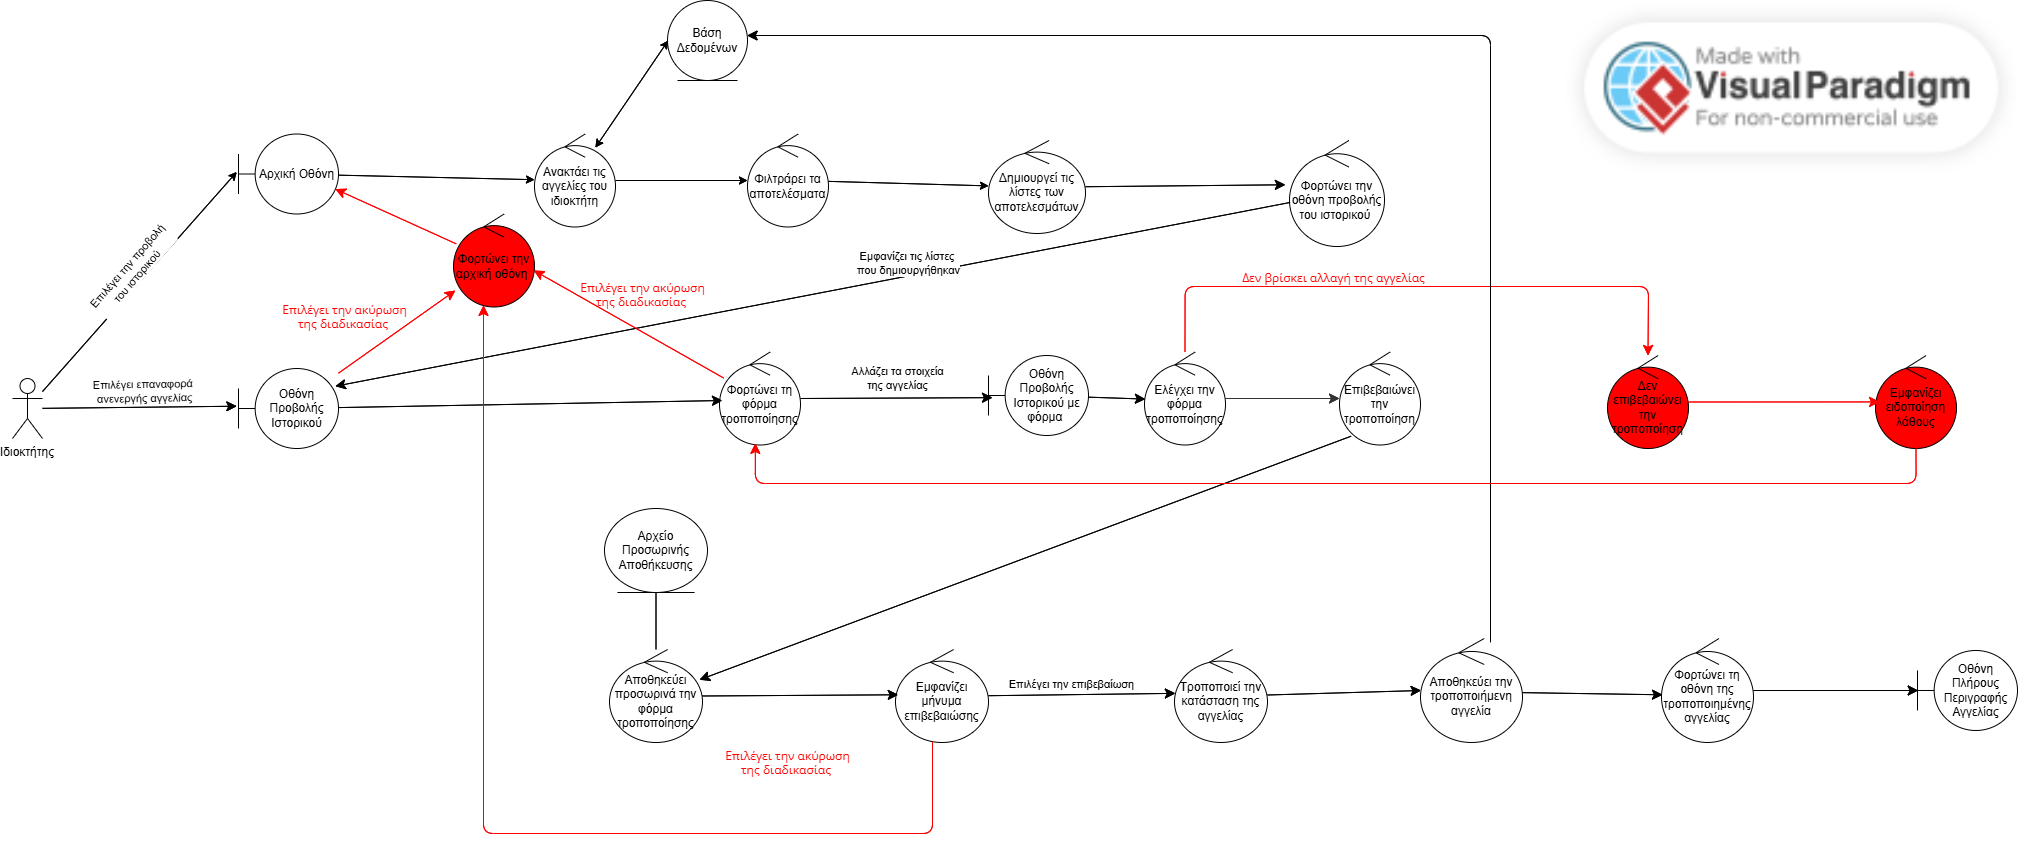 Βάση
Δεδομένων
Made with
Visual Paradigm
For non-commercial use
Αρχική Οθόνη
Ανακτάει τις
αγγελίες του
ιδιοκτήτη
Φιλτράρει τα
αποτελέσματα
Δημιουργεί τις
λίστες των
αποτελεσμάτων
Φορτώνει την
οθόνη προβολής
του ιστορικού
Επιλέγει την προβολή
του ιστορικού
Φορτώνει την
αρχική οθόνη
Εμφανίζει τις λίστες
που δημιουργήθηκαν
Δεν βρίσκει αλλαγή της αγγελίας
Επιλέγει την ακύρωση
της διαδικασίας
Επιλέγει την ακύρωση
της διαδικασίας
Ιδιοκτήτης
Επιλέγει επαναφορά
ανενεργής αγγελίας
Οθόνη
Προβολής
Ιστορικού
Φορτώνει τη
φόρμα
τροποποίησης
Αλλάζει τα στοιχεία
της αγγελίας
Οθόνη
Προβολής
Ιστορικού με
φόρμα
Ελέγχει την
φόρμα
τροποποίησης
Επιβεβαιώνει
την
τροποποίηση
Δεν
επιβεβαιώνει
την
τροποποίηση
Εμφανίζει
ειδοποίηση
λάθους
Αρχείο
Προσωρινής
Αποθήκευσης
Αποθηκεύει
προσωρινά την
φόρμα
τροποποίησης
Εμφανίζει
μήνυμα
επιβεβαιώσης
Επιλέγει την επιβεβαίωση
Τροποποιεί την
κατάσταση της
αγγελίας
Αποθηκεύει την
τροποποιήμενη
αγγελία
Φορτώνει τη
οθόνη της
τροποποιημένης
αγγελίας
Οθόνη
Πλήρους
Περιγραφής
Αγγελίας
Επιλέγει την ακύρωση
της διαδικασίας